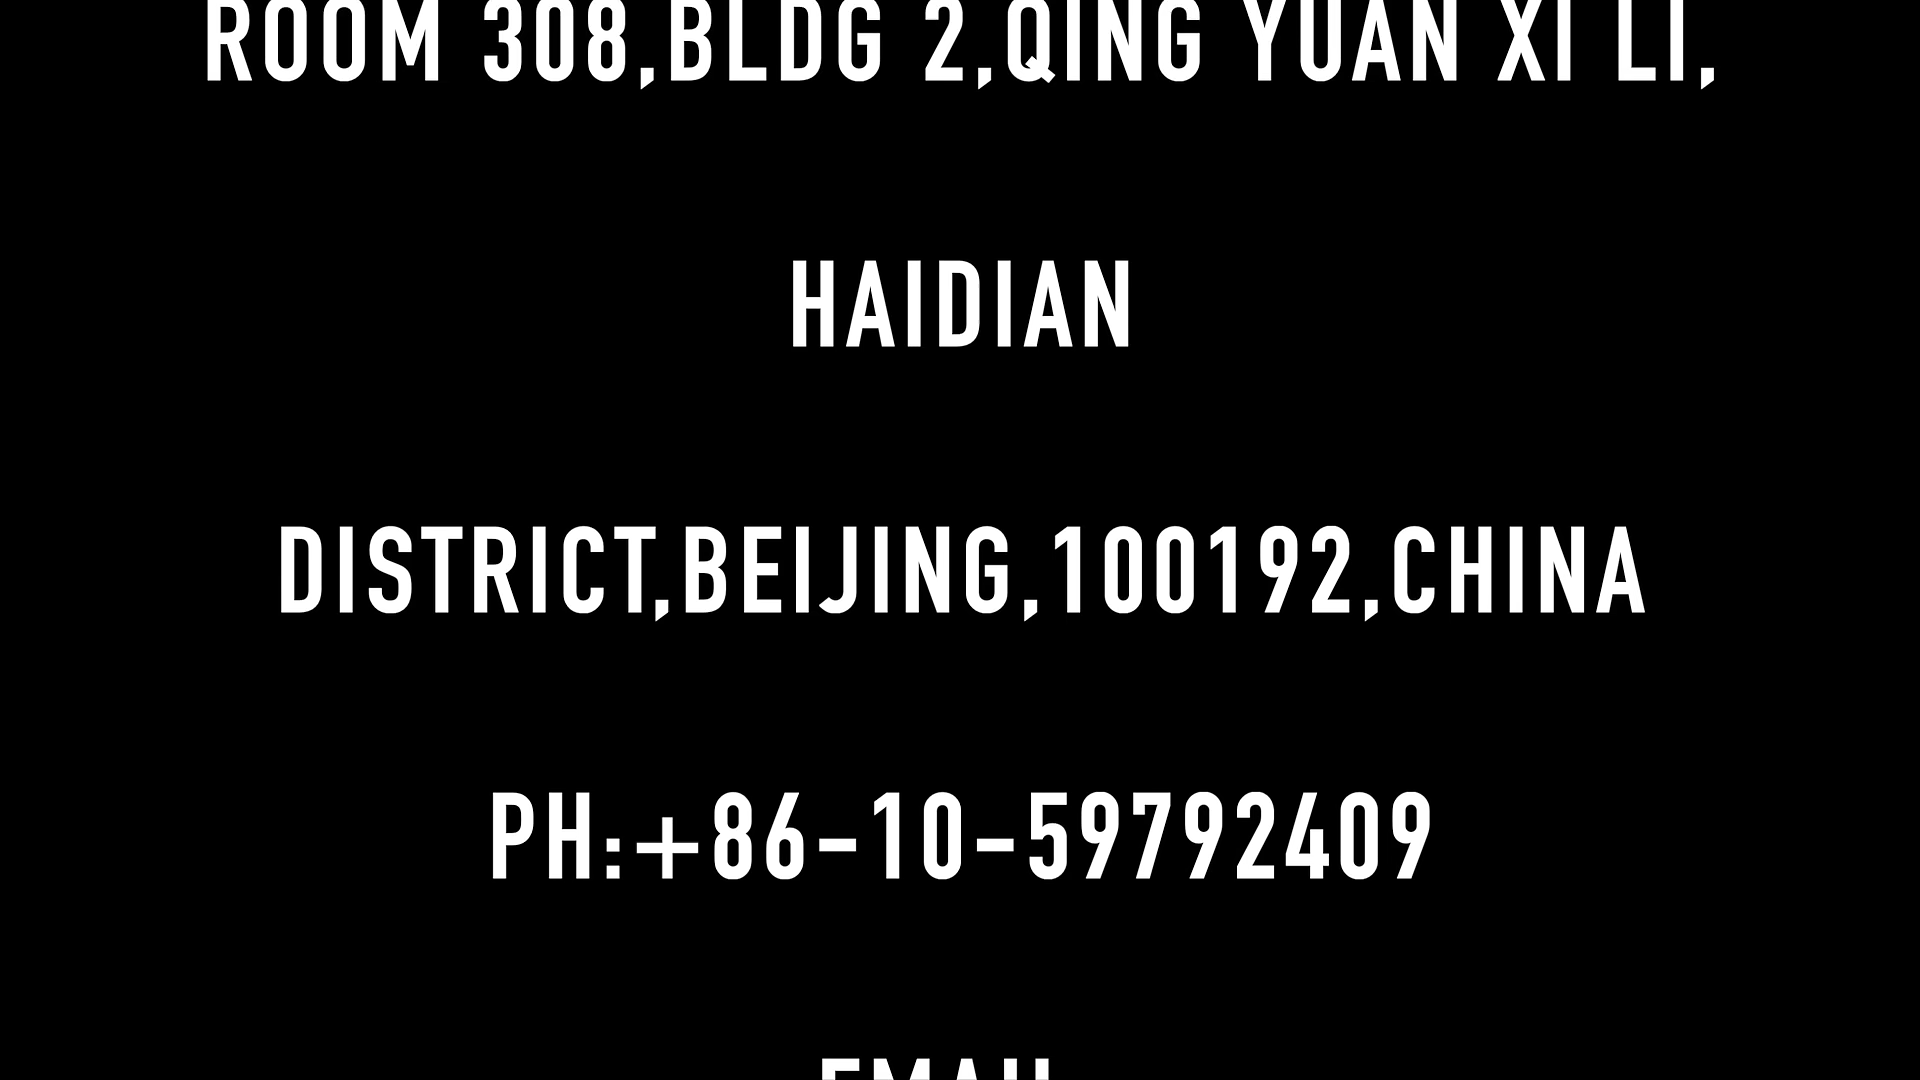 ROOM 308,BLDG 2,QING YUAN XI LI,
HAIDIAN
DISTRICT,BEIJING,100192,CHINA
PH:+86-10-59792409